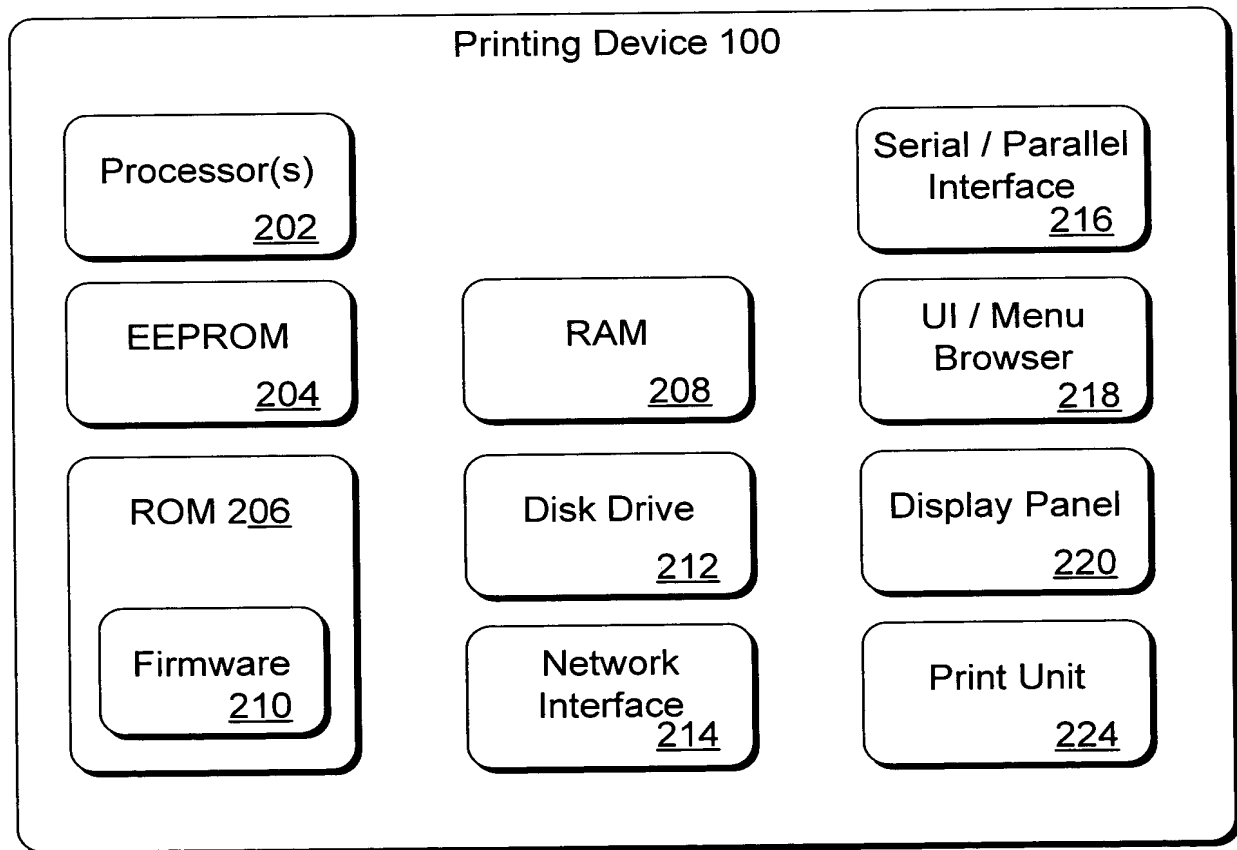 Printing Device 100
Processor(s)
202
EEPROM
204
ROM 206
Firmware
210
RAM
208
Disk Drive
212
Network
Interface
214
Serial / Parallel
Interface
216
UI / Menu
Browser
218
Display Panel
220
Print Unit
224